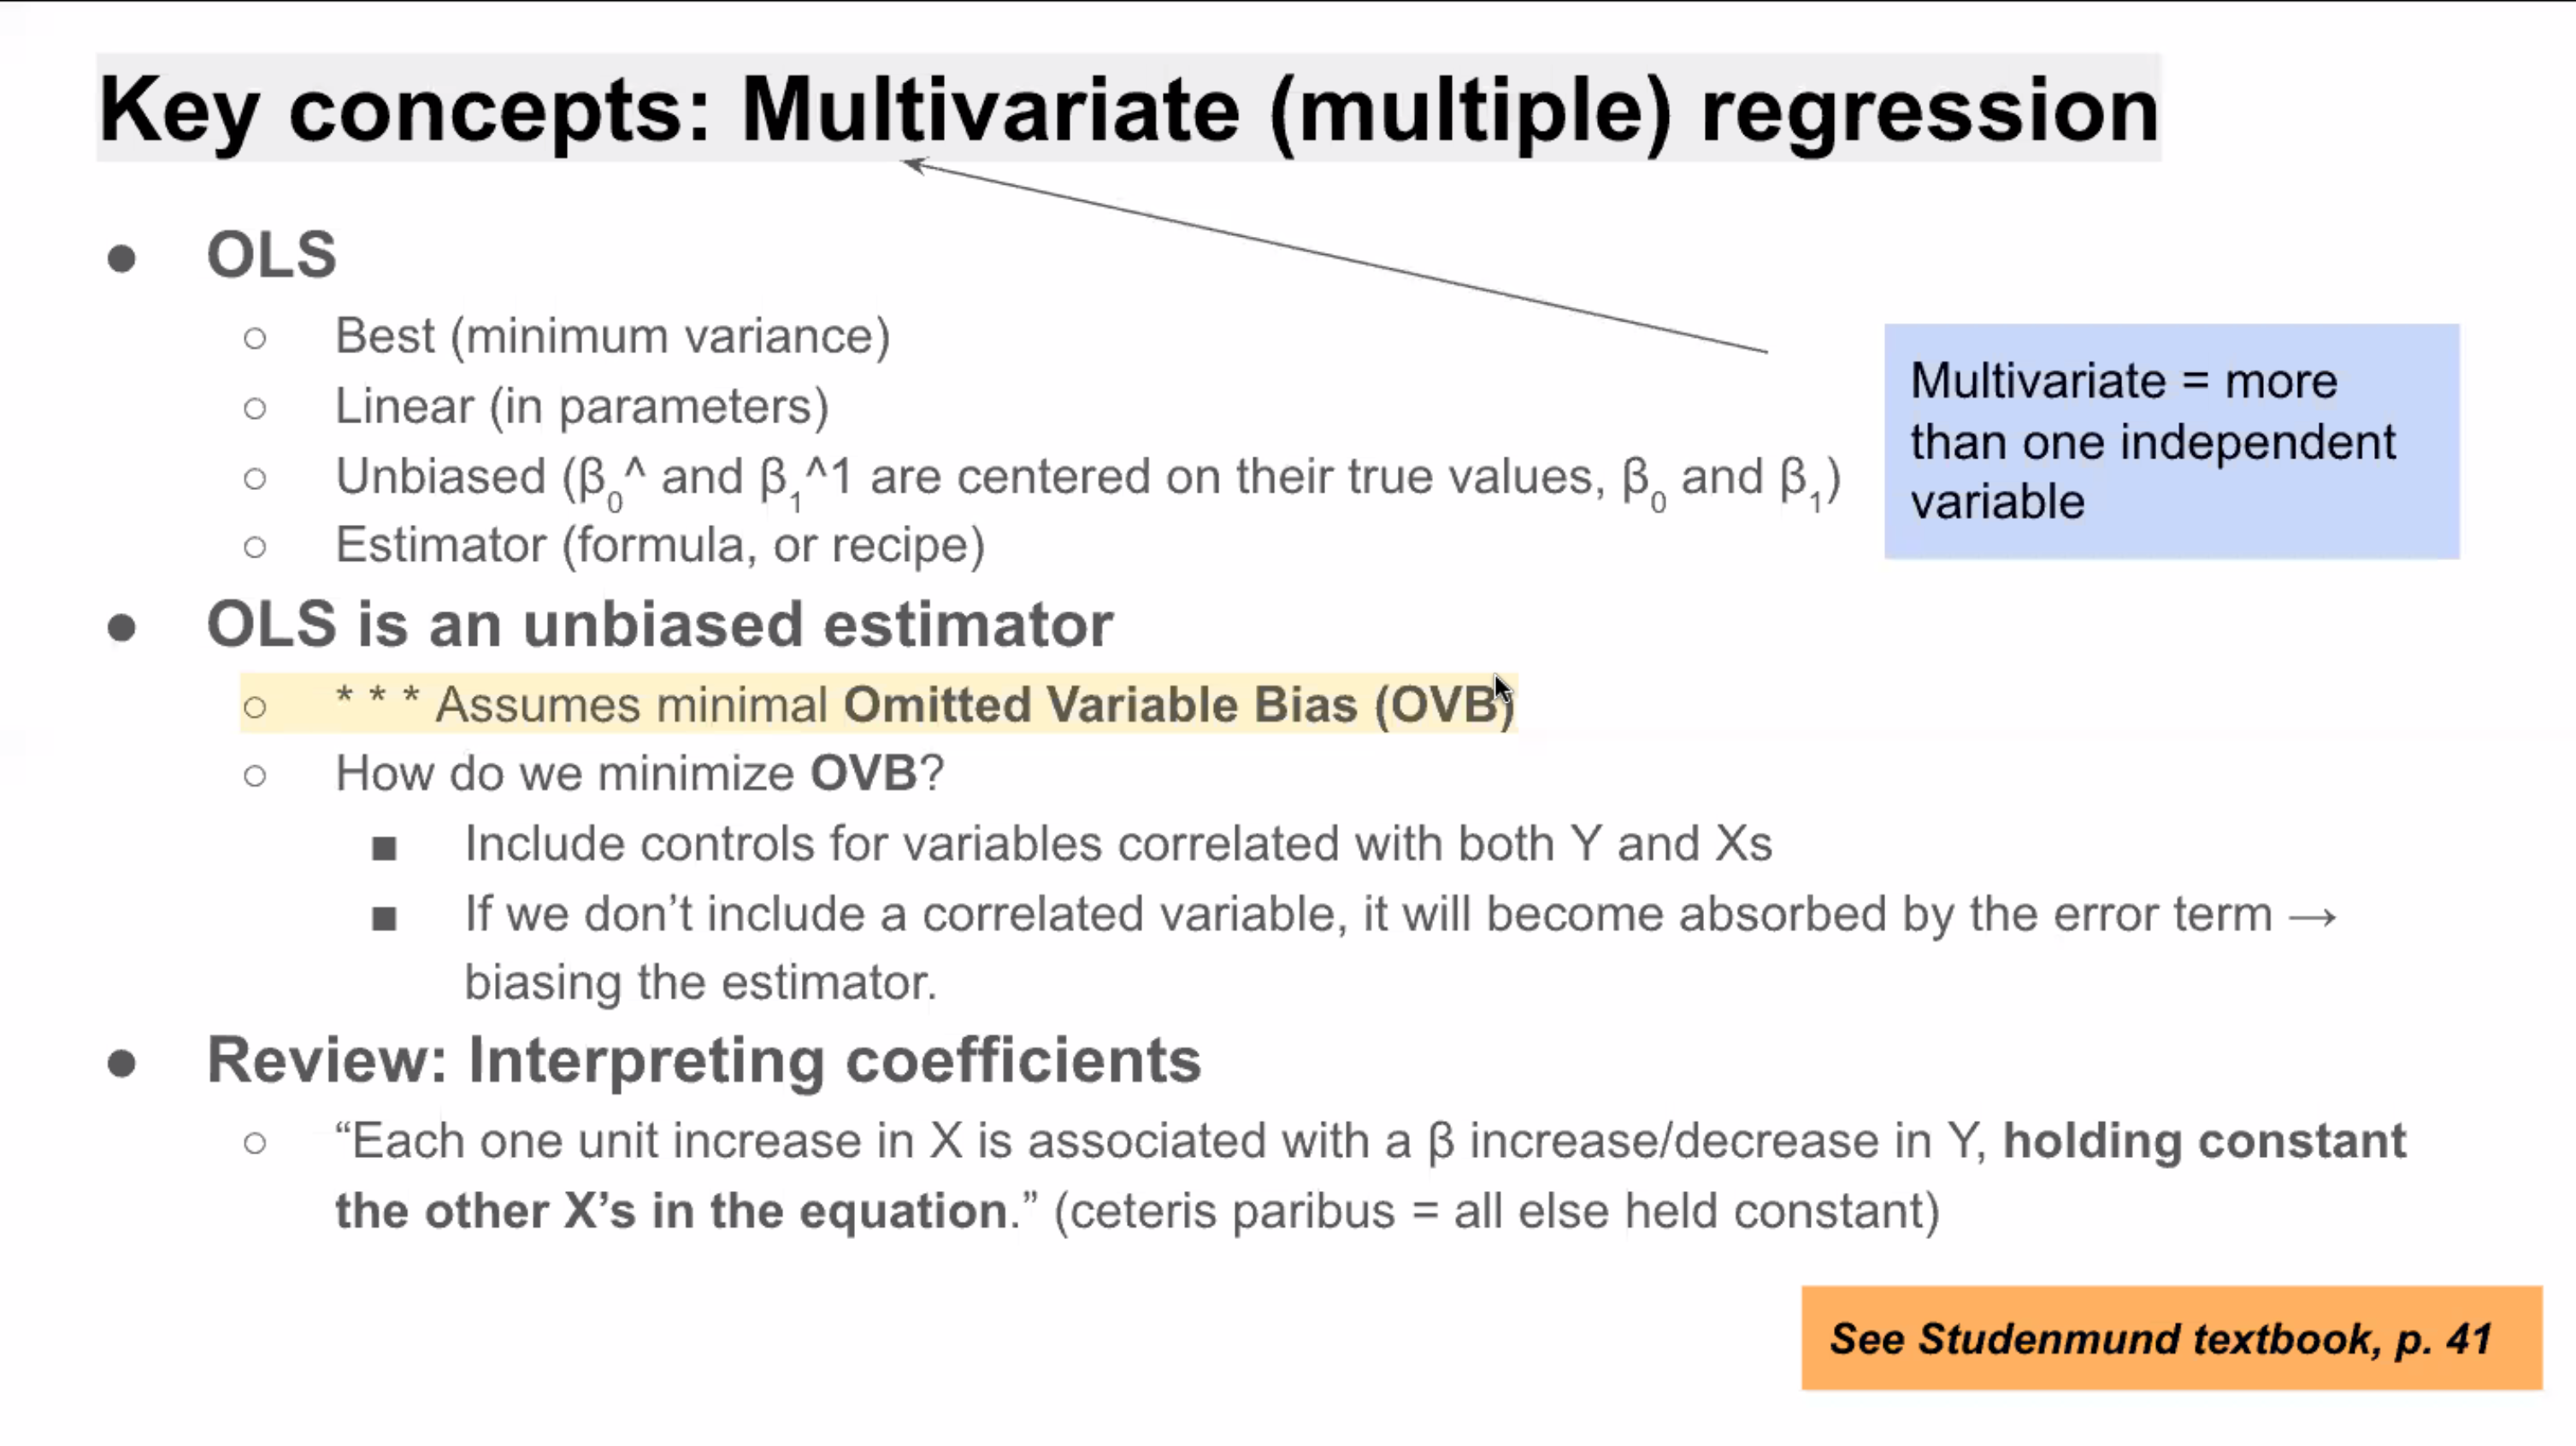 Key concepts: Multivariate (multiple) regression
● OLS
○ Best (minimum variance)
○ Linear (in parameters)
○ Unbiased (β₀^ and β₁^1 are centered on their true values, β₀ and β₁)
○ Estimator (formula, or recipe)
Multivariate = more
than one independent
variable
● OLS is an unbiased estimator
○ * * * Assumes minimal Omitted Variable Bias (OVB)
○ How do we minimize OVB?
■ Include controls for variables correlated with both Y and Xs
■ If we don’t include a correlated variable, it will become absorbed by the error term →
biasing the estimator.
● Review: Interpreting coefficients
○ “Each one unit increase in X is associated with a β increase/decrease in Y, holding constant
the other X’s in the equation.” (ceteris paribus = all else held constant)
See Studenmund textbook, p. 41